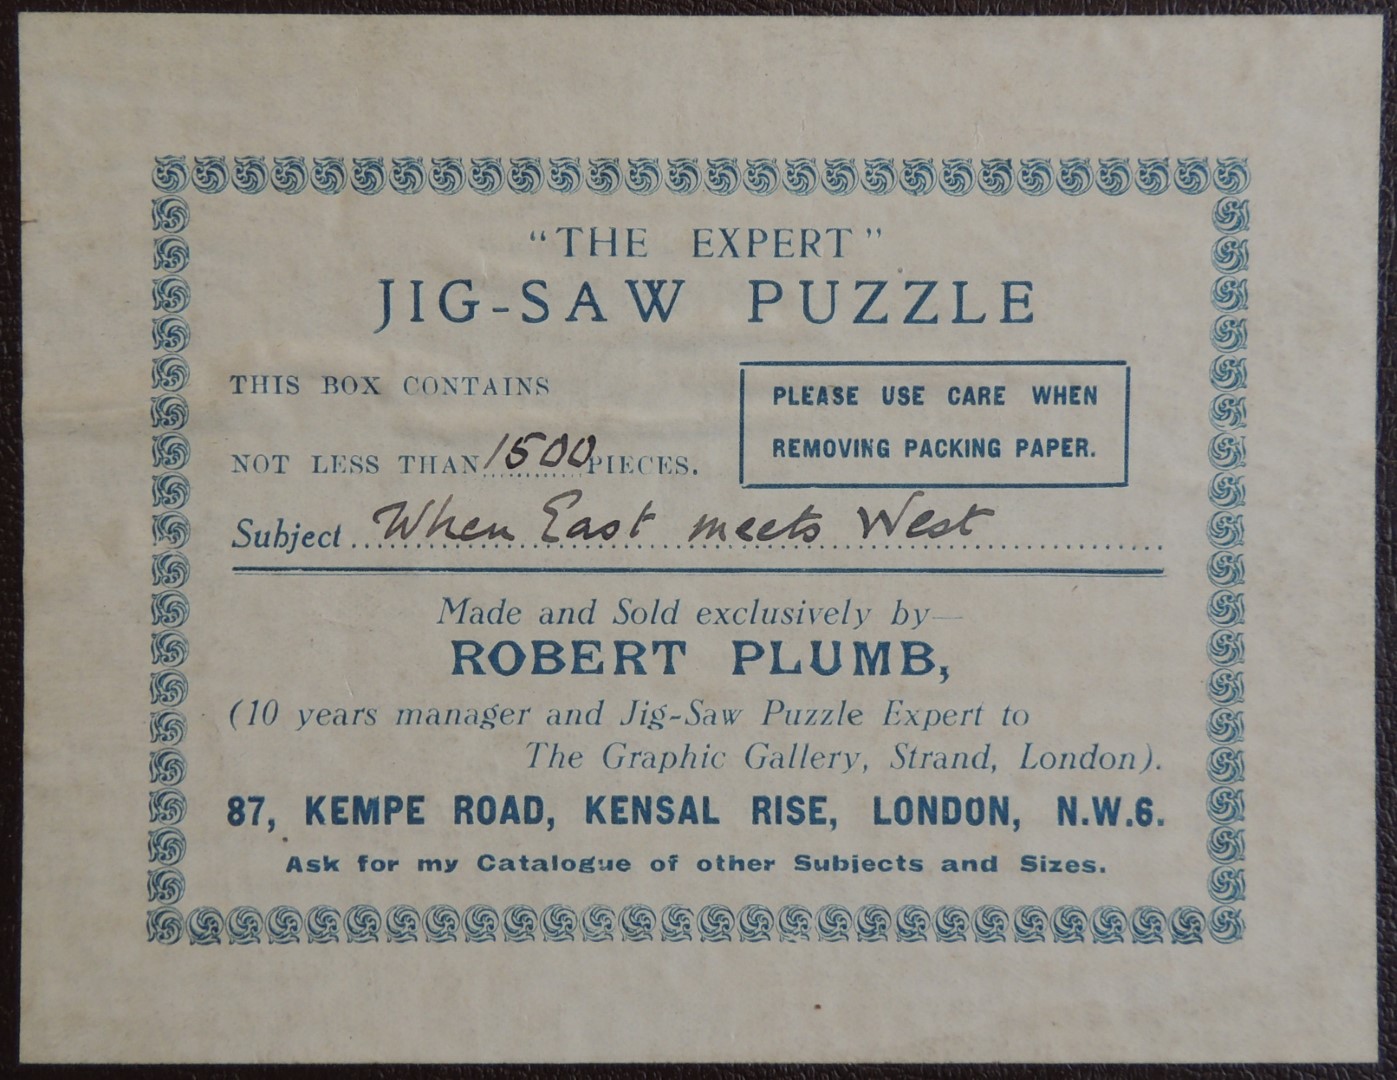 "THE EXPERT"
JIG-SAW PUZZLE
THIS BOX CONTAINS
NOT LESS THAN 1500 PIECES.
PLEASE USE CARE WHEN
REMOVING PACKING PAPER.
Subject When East meets West
Made and Sold exclusively by—
ROBERT PLUMB,
(10 years manager and Jig-Saw Puzzle Expert to
The Graphic Gallery, Strand, London).
87, KEMPE ROAD, KENSAL RISE, LONDON, N.W.6.
Ask for my Catalogue of other Subjects and Sizes.